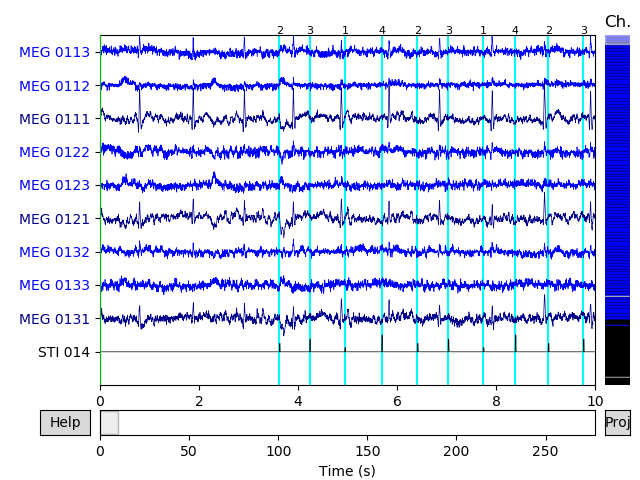 Ch.
2 3 1 4 2 3 1 4 2 3
MEG 0113
MEG 0112
MEG 0111
MEG 0122
MEG 0123
MEG 0121
MEG 0132
MEG 0133
MEG 0131
STI 014
0 2 4 6 8 10
Help
Proj
0 50 100 150 200 250
Time (s)